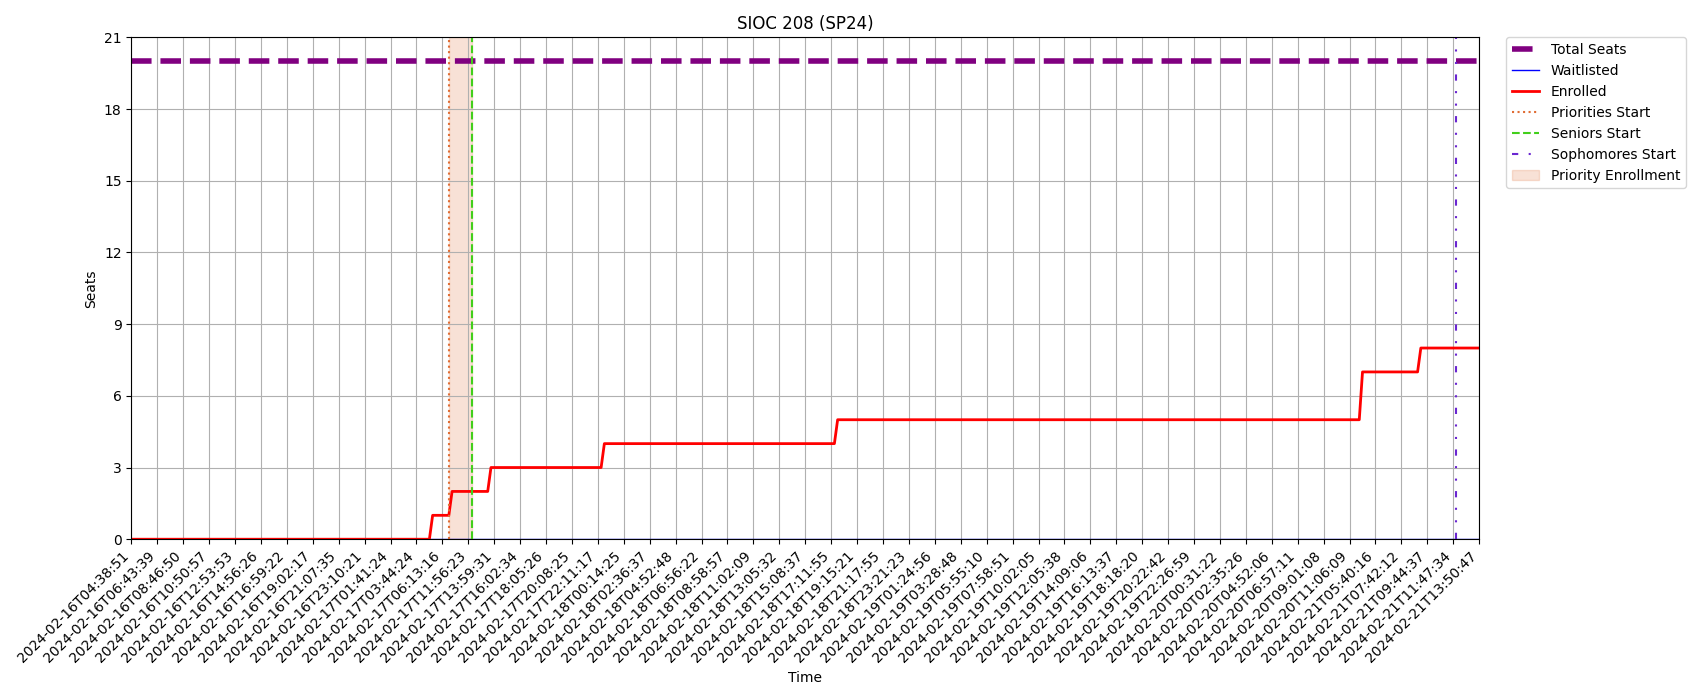 SIOC 208 (SP24)
21
18
15
12
9
6
3
0
Seats
Total Seats
Waitlisted
Enrolled
Priorities Start
Seniors Start
Sophomores Start
Priority Enrollment
2024-02-16T04:38:51
2024-02-16T06:43:39
2024-02-16T08:46:50
2024-02-16T10:50:57
2024-02-16T12:53:53
2024-02-16T14:56:26
2024-02-16T16:59:22
2024-02-16T19:02:17
2024-02-16T21:07:35
2024-02-16T23:10:21
2024-02-17T01:41:24
2024-02-17T03:44:24
2024-02-17T06:13:16
2024-02-17T11:56:23
2024-02-17T13:59:31
2024-02-17T16:02:34
2024-02-17T18:05:26
2024-02-17T20:08:25
2024-02-17T22:11:17
2024-02-18T00:14:25
2024-02-18T02:36:37
2024-02-18T04:52:48
2024-02-18T06:56:22
2024-02-18T08:58:57
2024-02-18T11:02:09
2024-02-18T13:05:32
2024-02-18T15:08:37
2024-02-18T17:11:55
2024-02-18T19:15:21
2024-02-18T21:17:55
2024-02-18T23:21:23
2024-02-19T01:24:56
2024-02-19T03:28:48
2024-02-19T05:55:10
2024-02-19T07:58:51
2024-02-19T10:02:05
2024-02-19T12:05:38
2024-02-19T14:09:06
2024-02-19T16:13:37
2024-02-19T18:18:20
2024-02-19T20:22:42
2024-02-19T22:26:59
2024-02-20T00:31:22
2024-02-20T02:35:26
2024-02-20T04:52:06
2024-02-20T06:57:11
2024-02-20T09:01:08
2024-02-20T11:06:09
2024-02-21T05:40:16
2024-02-21T07:42:12
2024-02-21T09:44:37
2024-02-21T11:47:34
2024-02-21T13:50:47
Time